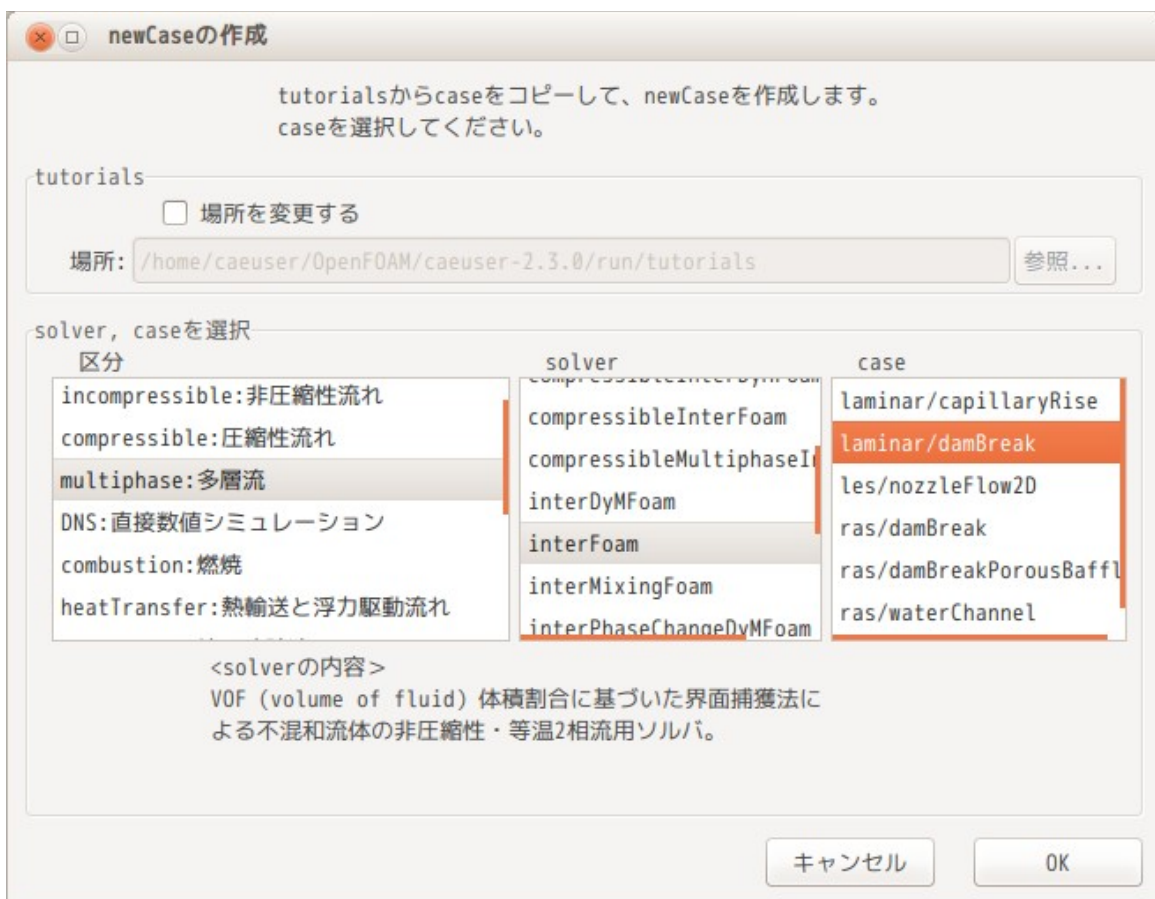 newCaseの作成
tutorialsからcaseをコピーして、newCaseを作成します。
caseを選択してください。
tutorials
場所を変更する
場所: /home/caeuser/OpenFOAM/caeuser-2.3.0/run/tutorials 参照...
solver, caseを選択
区分 solver case
incompressible:非圧縮性流れ
compressible:圧縮性流れ
multiphase:多層流
DNS:直接数値シミュレーション
combustion:燃焼
heatTransfer:熱輸送と浮力駆動流れ
compressibleInterFoam
compressibleMultiphaseI
interDyMFoam
interFoam
interMixingFoam
interPhaseChangeDyMFoam
laminar/capillaryRise
laminar/damBreak
les/nozzleFlow2D
ras/damBreak
ras/damBreakPorousBaffl
ras/waterChannel
<solverの内容>
VOF (volume of fluid) 体積割合に基づいた界面捕獲法に
よる不混和流体の非圧縮性・等温2相流用ソルバ。
キャンセル OK